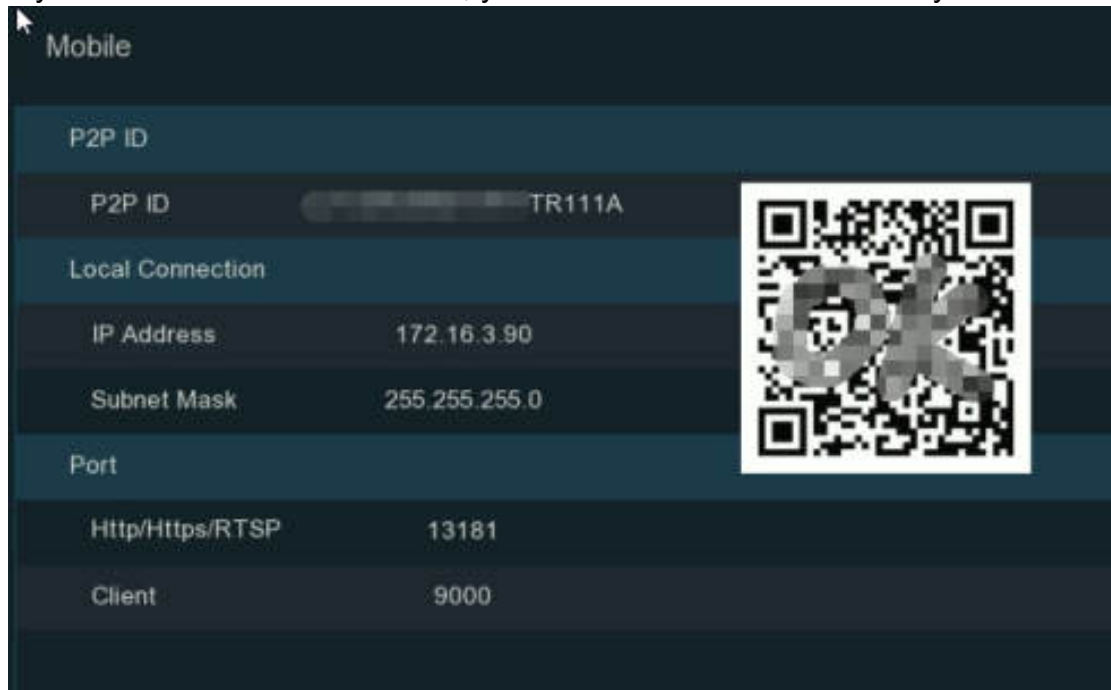 Mobile
P2P ID
P2P ID TR111A
Local Connection
IP Address 172.16.3.90
Subnet Mask 255.255.255.0
Port
Http/Https/RTSP 13181
Client 9000